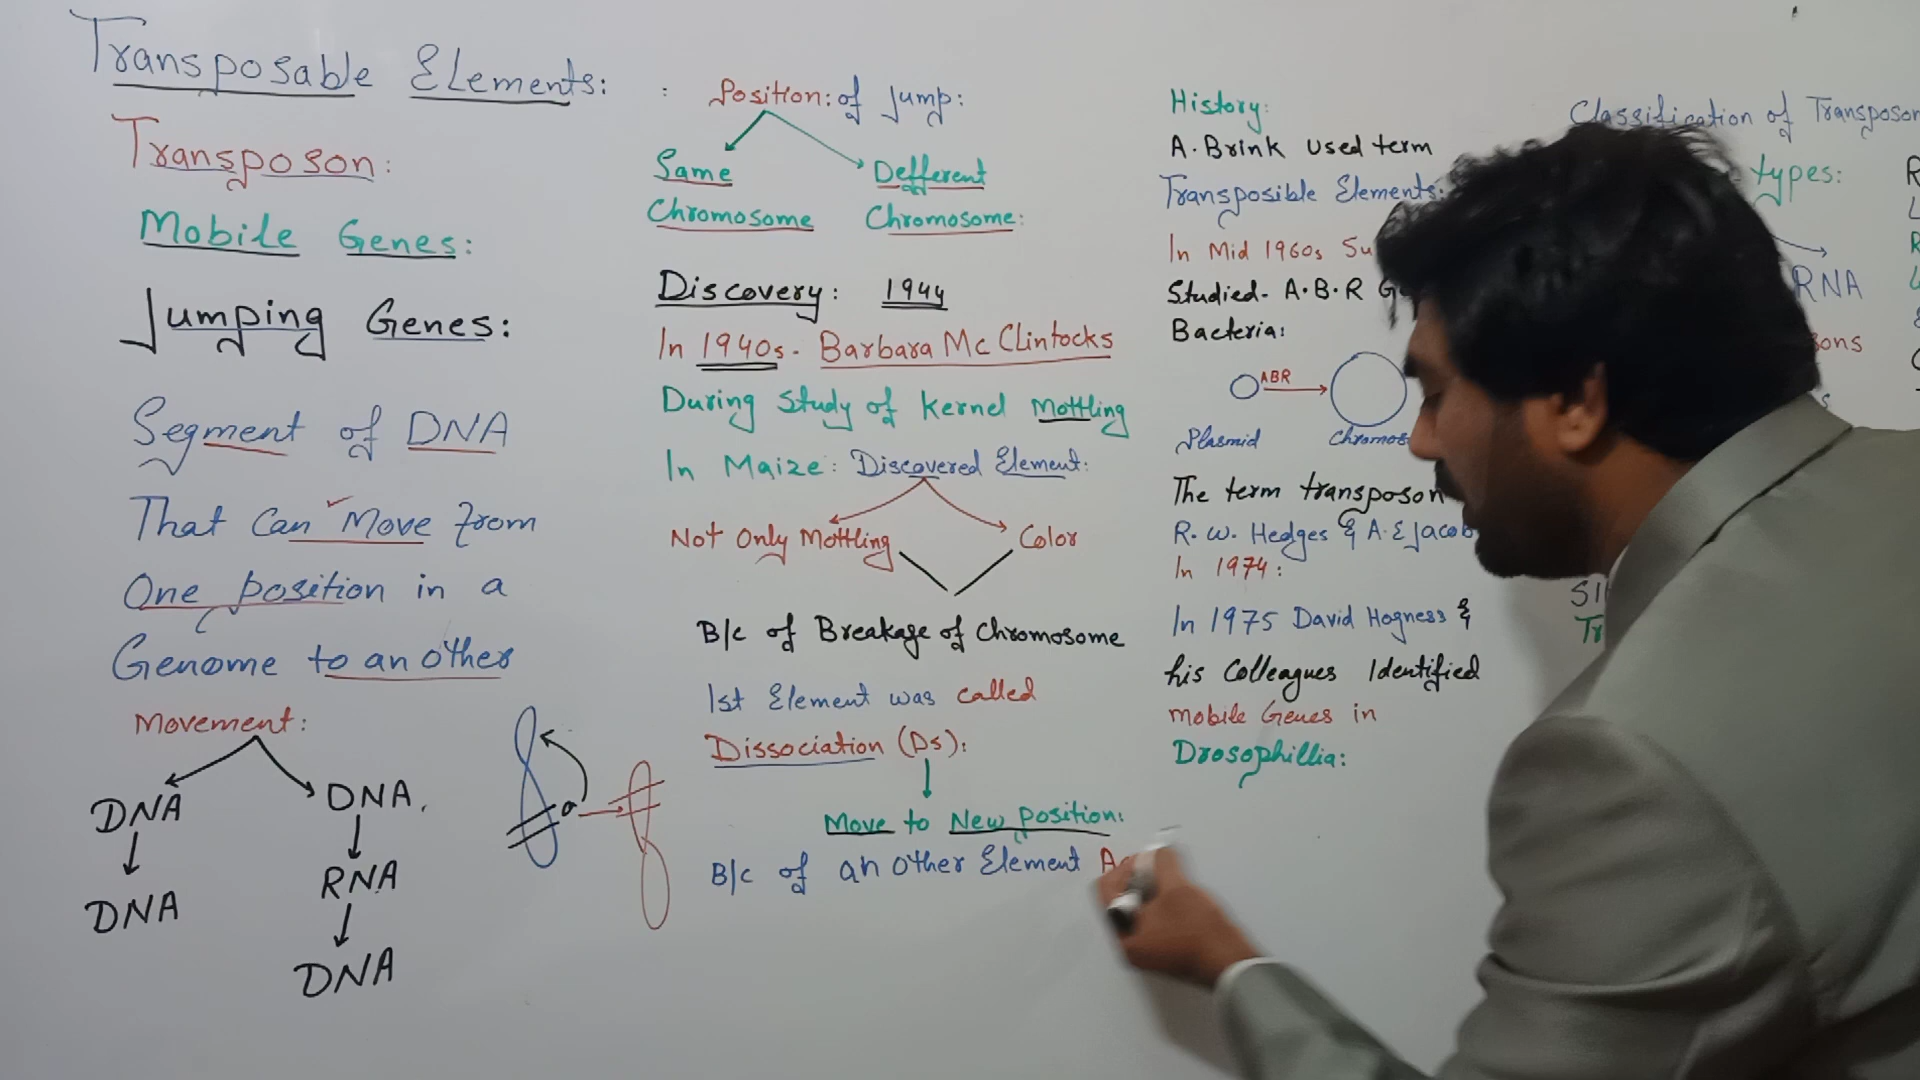 Transposable Elements:
Transposon:
Mobile Genes:
Jumping Genes:
Segment of DNA
That can Move from
One position in a
Genome to an other
Movement:
DNA
DNA
DNA.
RNA
DNA
: Position: of Jump:
Same
Chromosome
Defferent
Chromosome:
Discovery: 1944
In 1940s. Barbara Mc Clintocks
During Study of Kernel Mottling
In Maize: Discovered Element:
Not Only Mottling
Color
B/c of Breakage of Chromosome
1st Element was called
Dissociation (Ds):
Move to New position:
B/c of an other Element
History:
A. Brink used term
Transposible Elements:
In Mid 1960s
Studied- A.B.R
Bacteria:
ABR
Plasmid
The term transposon
R. W. Hedges & A. E Jacob
In 1974:
In 1975 David Hogness &
his Colleagues Identified
Mobile Genes in
Drosophillia:
Classification of Transposon
types:
RNA